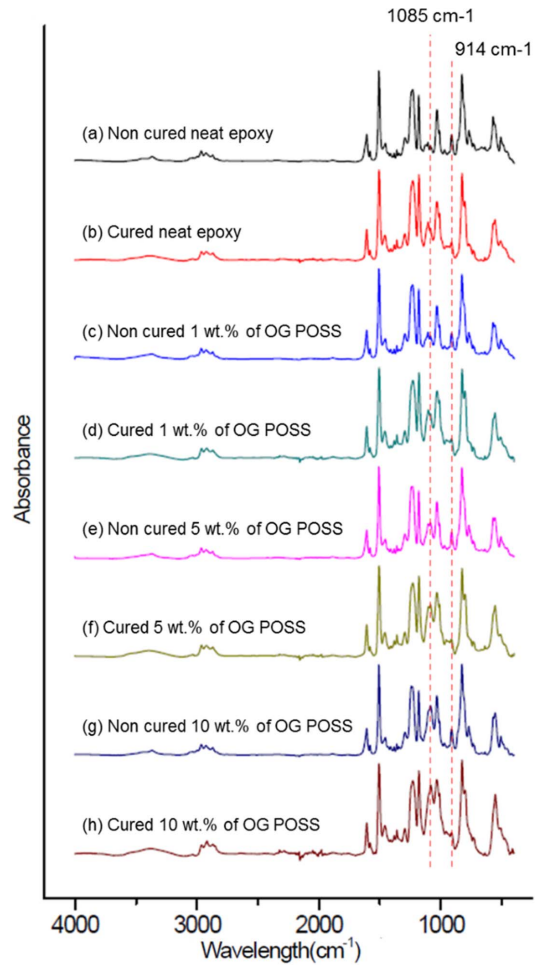 1085 cm-1
914 cm-1
(a) Non cured neat epoxy
(b) Cured neat epoxy
(c) Non cured 1 wt.% of OG POSS
(d) Cured 1 wt.% of OG POSS
(e) Non cured 5 wt.% of OG POSS
(f) Cured 5 wt.% of OG POSS
(g) Non cured 10 wt.% of OG POSS
(h) Cured 10 wt.% of OG POSS
Absorbance
4000 3000 2000 1000
Wavelength(cm⁻¹)